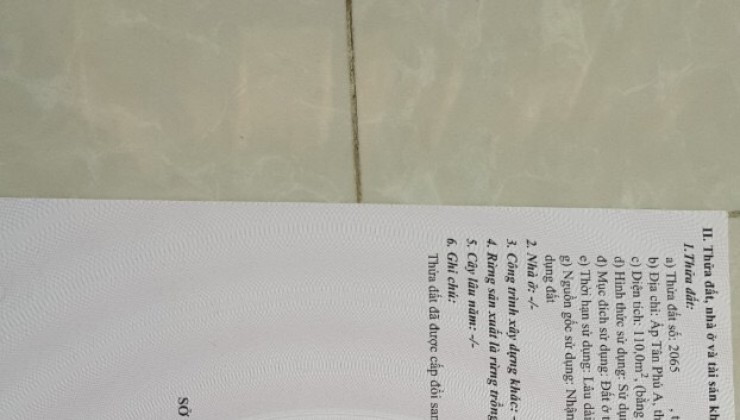 II. Thửa đất, nhà ở và tài sản kh
1.Thửa đất:
a) Thửa đất số: 2065 , t
b) Địa chỉ: Ấp Tân Phú A, th
c) Diện tích: 110,0m², (bằng
d) Hình thức sử dụng: Sử dụ
đ) Mục đích sử dụng: Đất ở t
e) Thời hạn sử dụng: Lâu dà
g) Nguồn gốc sử dụng: Nhận
dụng đất
2. Nhà ở: -/-
3. Công trình xây dựng khác: -
4. Rừng sản xuất là rừng trồng
5. Cây lâu năm: -/-
6. Ghi chú:
Thửa đất đã được cấp đổi san
SỞ